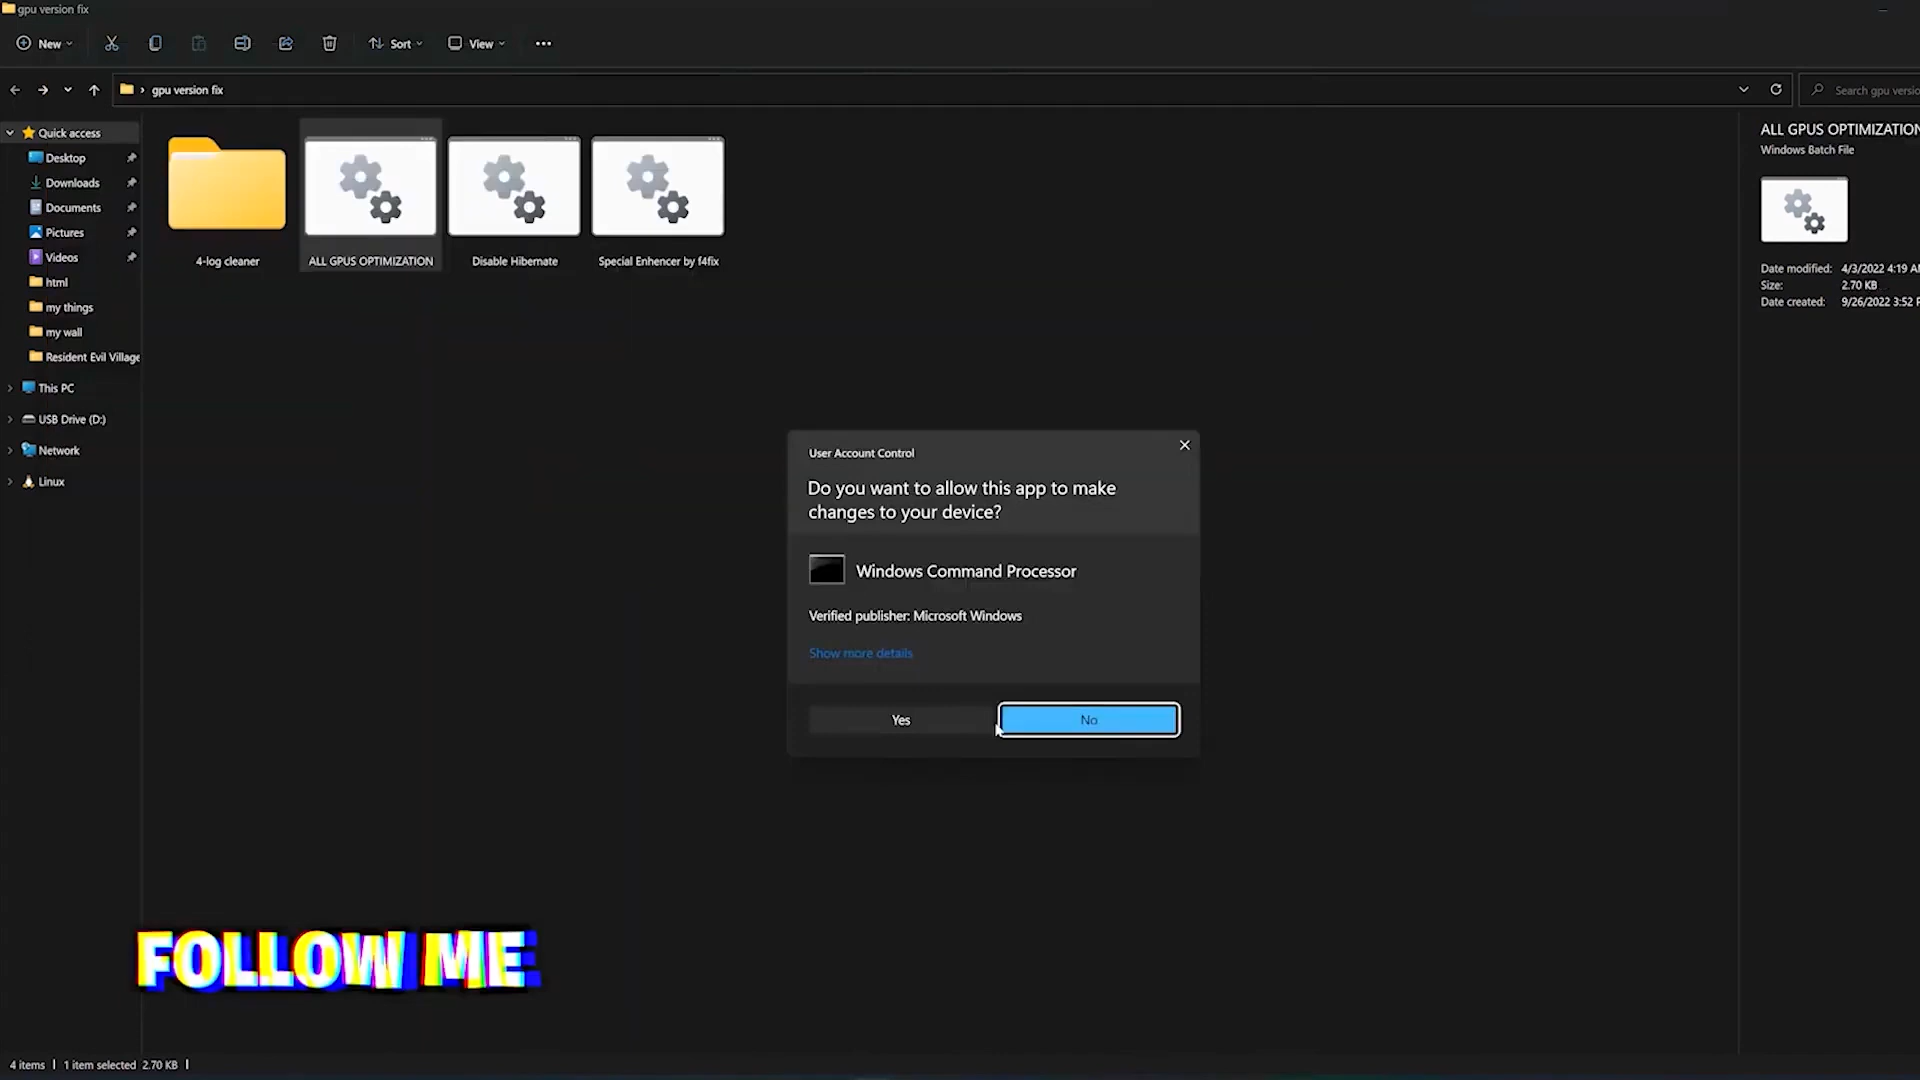 gpu version fix
New
Sort
View
gpu version fix
Search gpu versio
Quick access
Desktop
Downloads
Documents
Pictures
Videos
html
my things
my wall
Resident Evil Village
This PC
USB Drive (D:)
Network
Linux
4-log cleaner
ALL GPUS OPTIMIZATION
Disable Hibernate
Special Enhencer by f4fix
ALL GPUS OPTIMIZATION
Windows Batch File
Date modified: 4/3/2022 4:19 AM
Size: 2.70 KB
Date created: 9/26/2022 3:52 P
User Account Control
Do you want to allow this app to make
changes to your device?
Windows Command Processor
Verified publisher: Microsoft Windows
Show more details
Yes
No
FOLLOW ME
4 items
1 item selected 2.70 KB